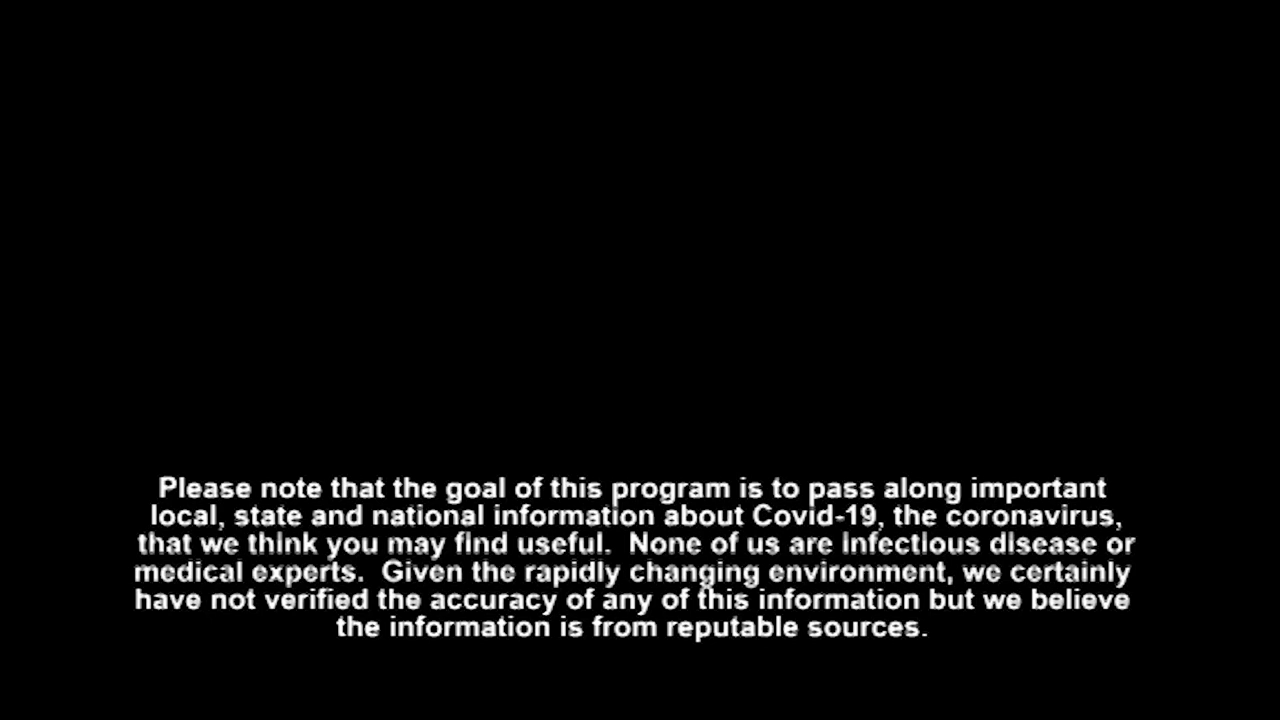 Please note that the goal of this program is to pass along important
local, state and national information about Covid-19, the coronavirus,
that we think you may find useful.  None of us are infectious disease or
medical experts.  Given the rapidly changing environment, we certainly
have not verified the accuracy of any of this information but we believe
the information is from reputable sources.